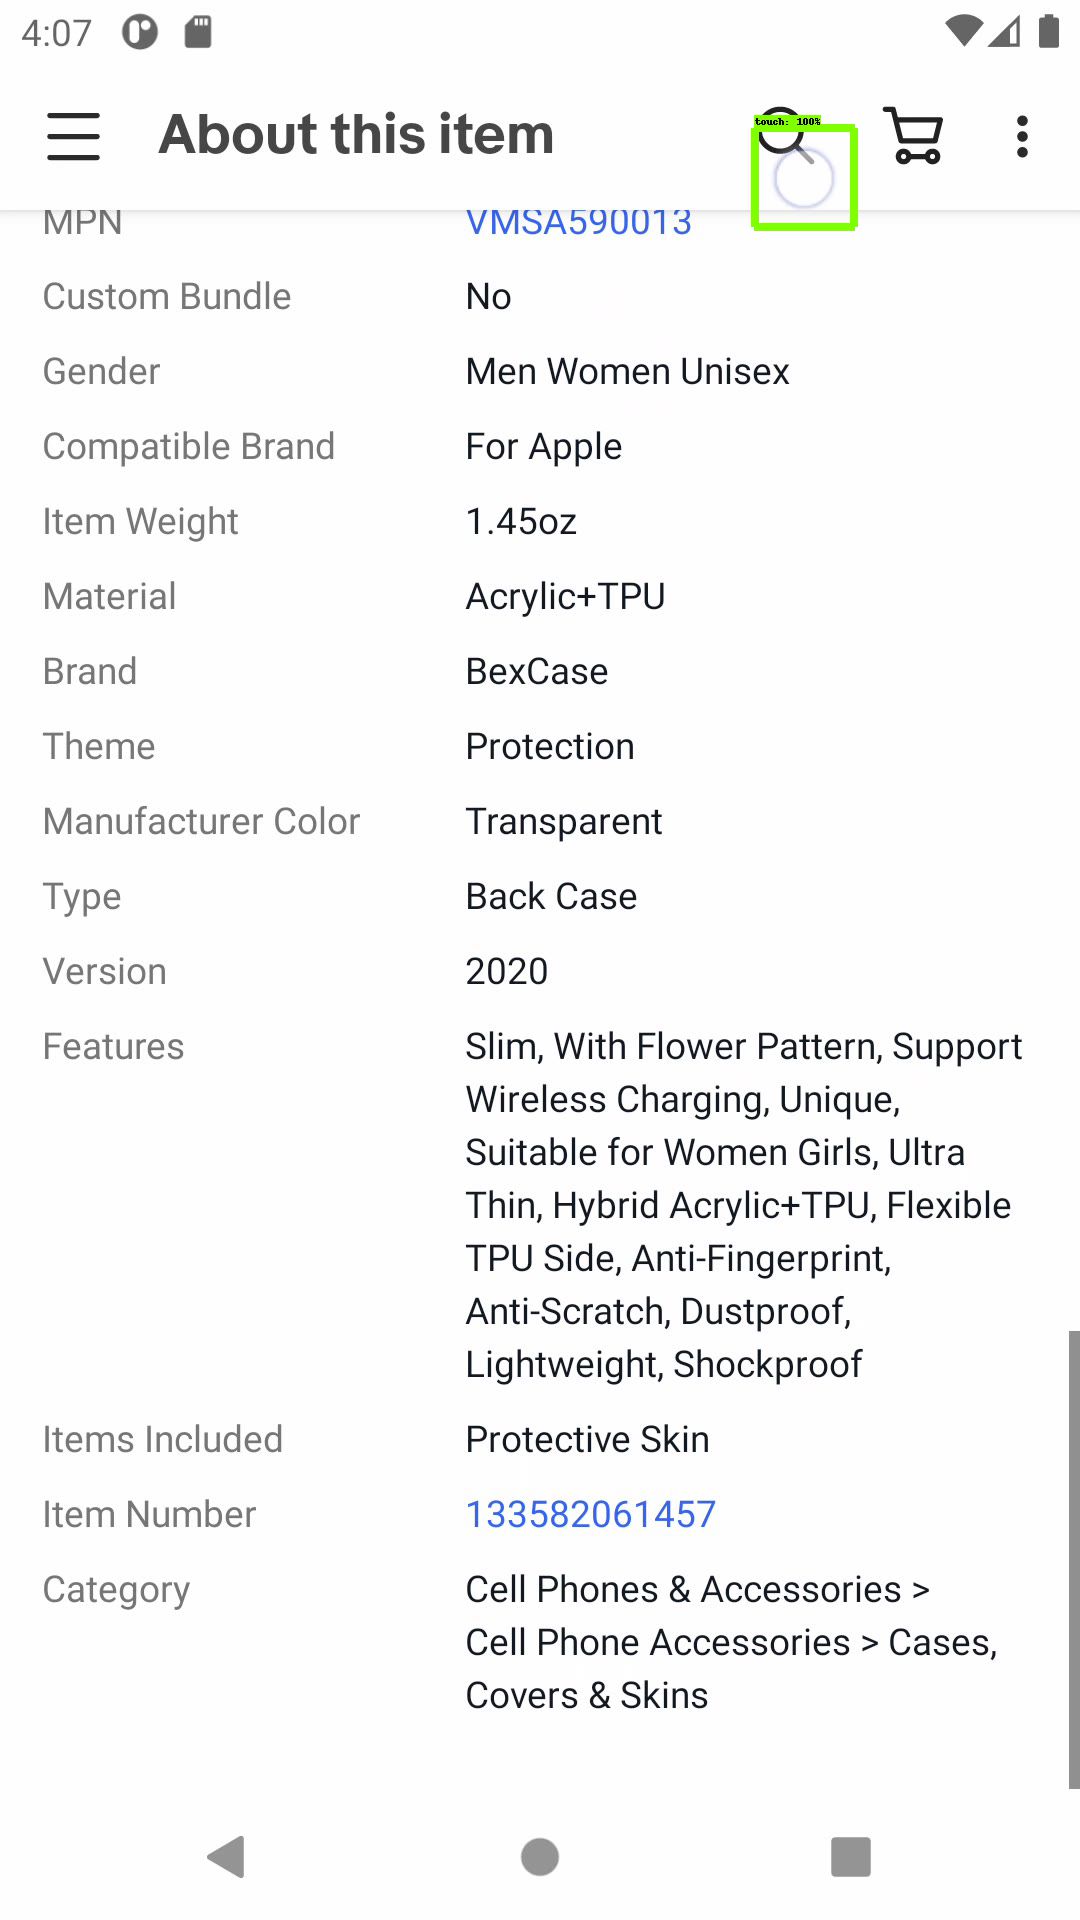 4:07
About this item
touch: 100%
MPN VMSA590013
Custom Bundle No
Gender Men Women Unisex
Compatible Brand For Apple
Item Weight 1.45oz
Material Acrylic+TPU
Brand BexCase
Theme Protection
Manufacturer Color Transparent
Type Back Case
Version 2020
Features Slim, With Flower Pattern, Support
Wireless Charging, Unique,
Suitable for Women Girls, Ultra
Thin, Hybrid Acrylic+TPU, Flexible
TPU Side, Anti-Fingerprint,
Anti-Scratch, Dustproof,
Lightweight, Shockproof
Items Included Protective Skin
Item Number 133582061457
Category Cell Phones & Accessories >
Cell Phone Accessories > Cases,
Covers & Skins